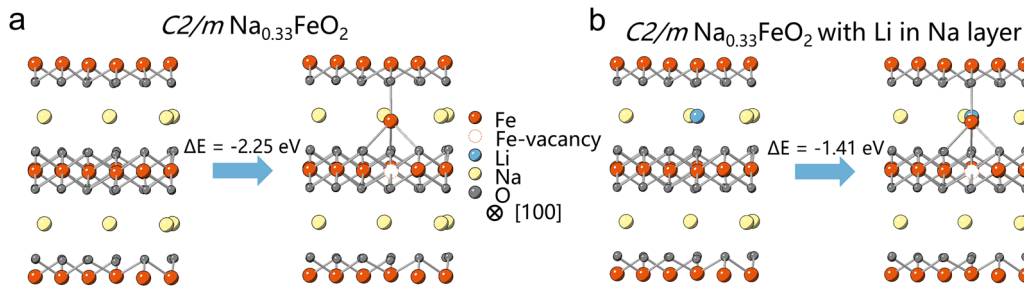 a
C2/m Na0.33FeO2
ΔE = -2.25 eV
Fe
Fe-vacancy
Li
Na
O
⊗ [100]
b
C2/m Na0.33FeO2 with Li in Na layer
ΔE = -1.41 eV